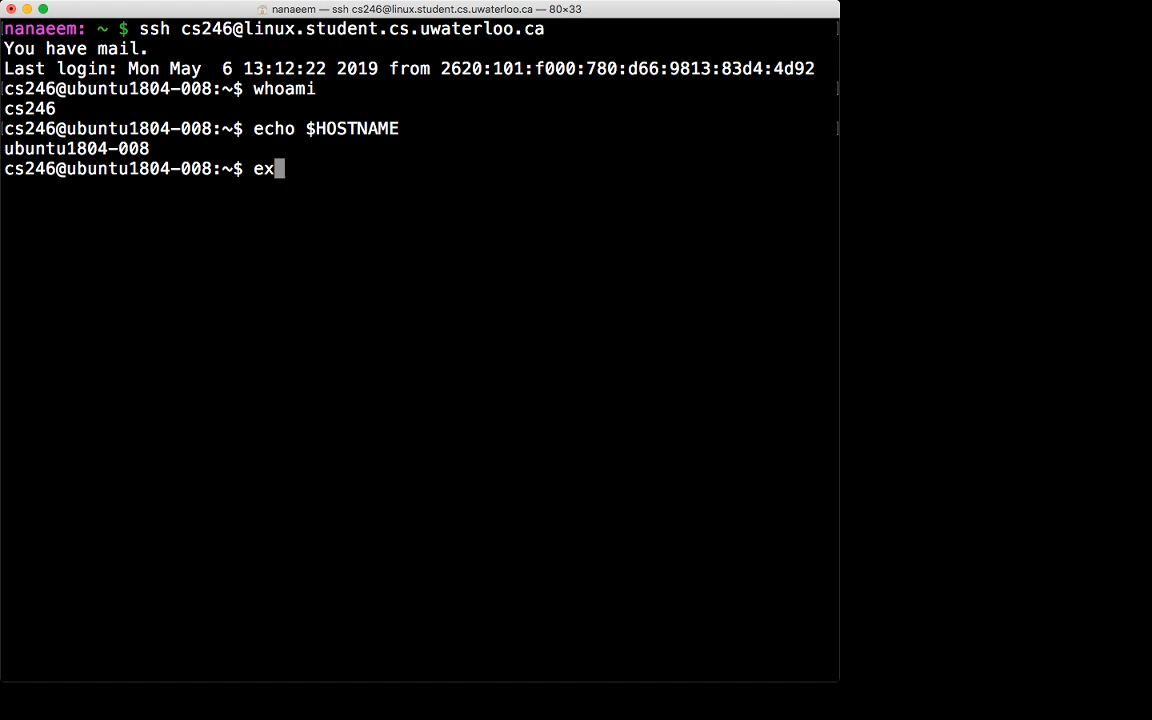 nanaeem — ssh cs246@linux.student.cs.uwaterloo.ca — 80×33
nanaeem: ~ $ ssh cs246@linux.student.cs.uwaterloo.ca
You have mail.
Last login: Mon May  6 13:12:22 2019 from 2620:101:f000:780:d66:9813:83d4:4d92
cs246@ubuntu1804-008:~$ whoami
cs246
cs246@ubuntu1804-008:~$ echo $HOSTNAME
ubuntu1804-008
cs246@ubuntu1804-008:~$ ex